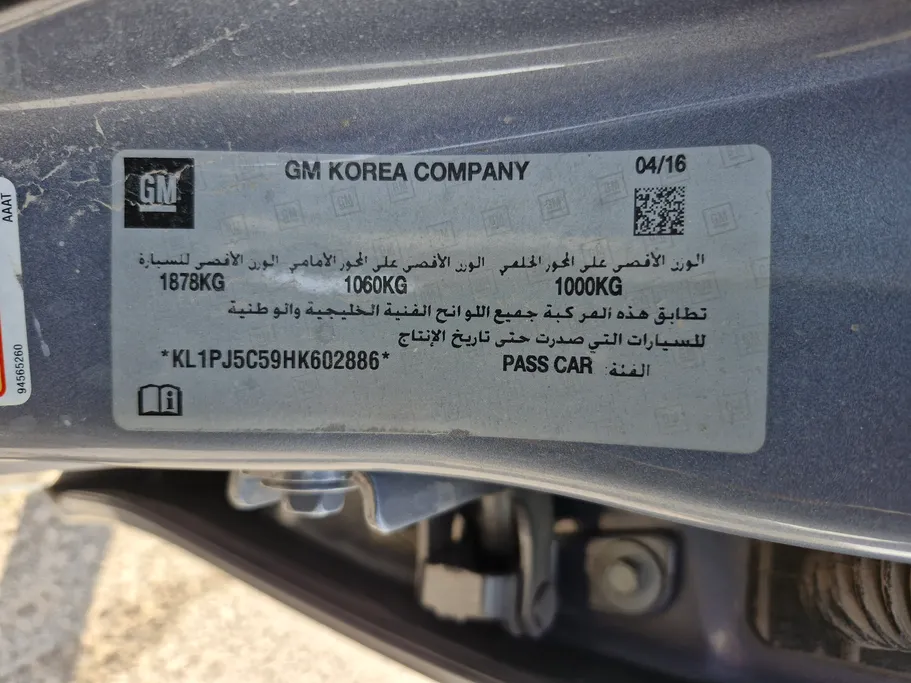 GM
GM KOREA COMPANY
04/16
الوزن الأقصى على المحور الخلفي الوزن الأقصى على المحور الأمامي الوزن الأقصى للسيارة
1878KG 1060KG 1000KG
تطابق هذه المركبة جميع اللوانح الفنية الخليجية والوطنية
للسيارات التي صدرت حتى تاريخ الإنتاج
*KL1PJ5C59HK602886* PASS CAR الفئة:
i
AAAT
94565260